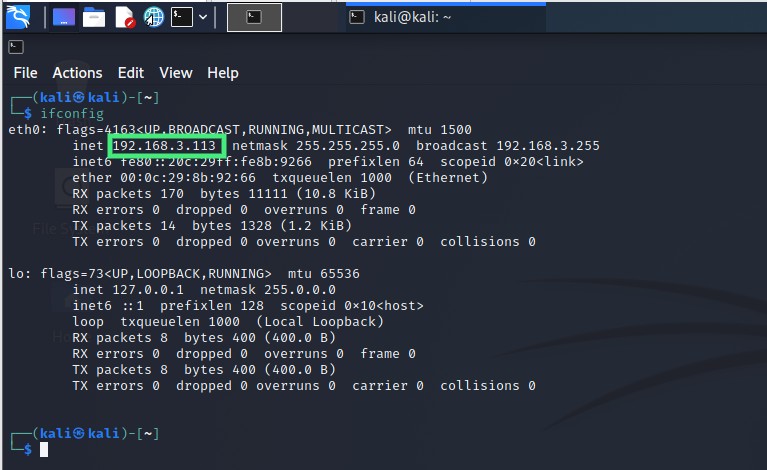 kali@kali: ~
File Actions Edit View Help
┌──(kali㉿kali)-[~]
└─$ ifconfig
eth0: flags=4163<UP,BROADCAST,RUNNING,MULTICAST>  mtu 1500
        inet 192.168.3.113  netmask 255.255.255.0  broadcast 192.168.3.255
        inet6 fe80::20c:29ff:fe8b:9266  prefixlen 64  scopeid 0×20<link>
        ether 00:0c:29:8b:92:66  txqueuelen 1000  (Ethernet)
        RX packets 170  bytes 11111 (10.8 KiB)
        RX errors 0  dropped 0  overruns 0  frame 0
        TX packets 14  bytes 1328 (1.2 KiB)
        TX errors 0  dropped 0 overruns 0  carrier 0  collisions 0
lo: flags=73<UP,LOOPBACK,RUNNING>  mtu 65536
        inet 127.0.0.1  netmask 255.0.0.0
        inet6 ::1  prefixlen 128  scopeid 0×10<host>
        loop  txqueuelen 1000  (Local Loopback)
        RX packets 8  bytes 400 (400.0 B)
        RX errors 0  dropped 0  overruns 0  frame 0
        TX packets 8  bytes 400 (400.0 B)
        TX errors 0  dropped 0 overruns 0  carrier 0  collisions 0
┌──(kali㉿kali)-[~]
└─$